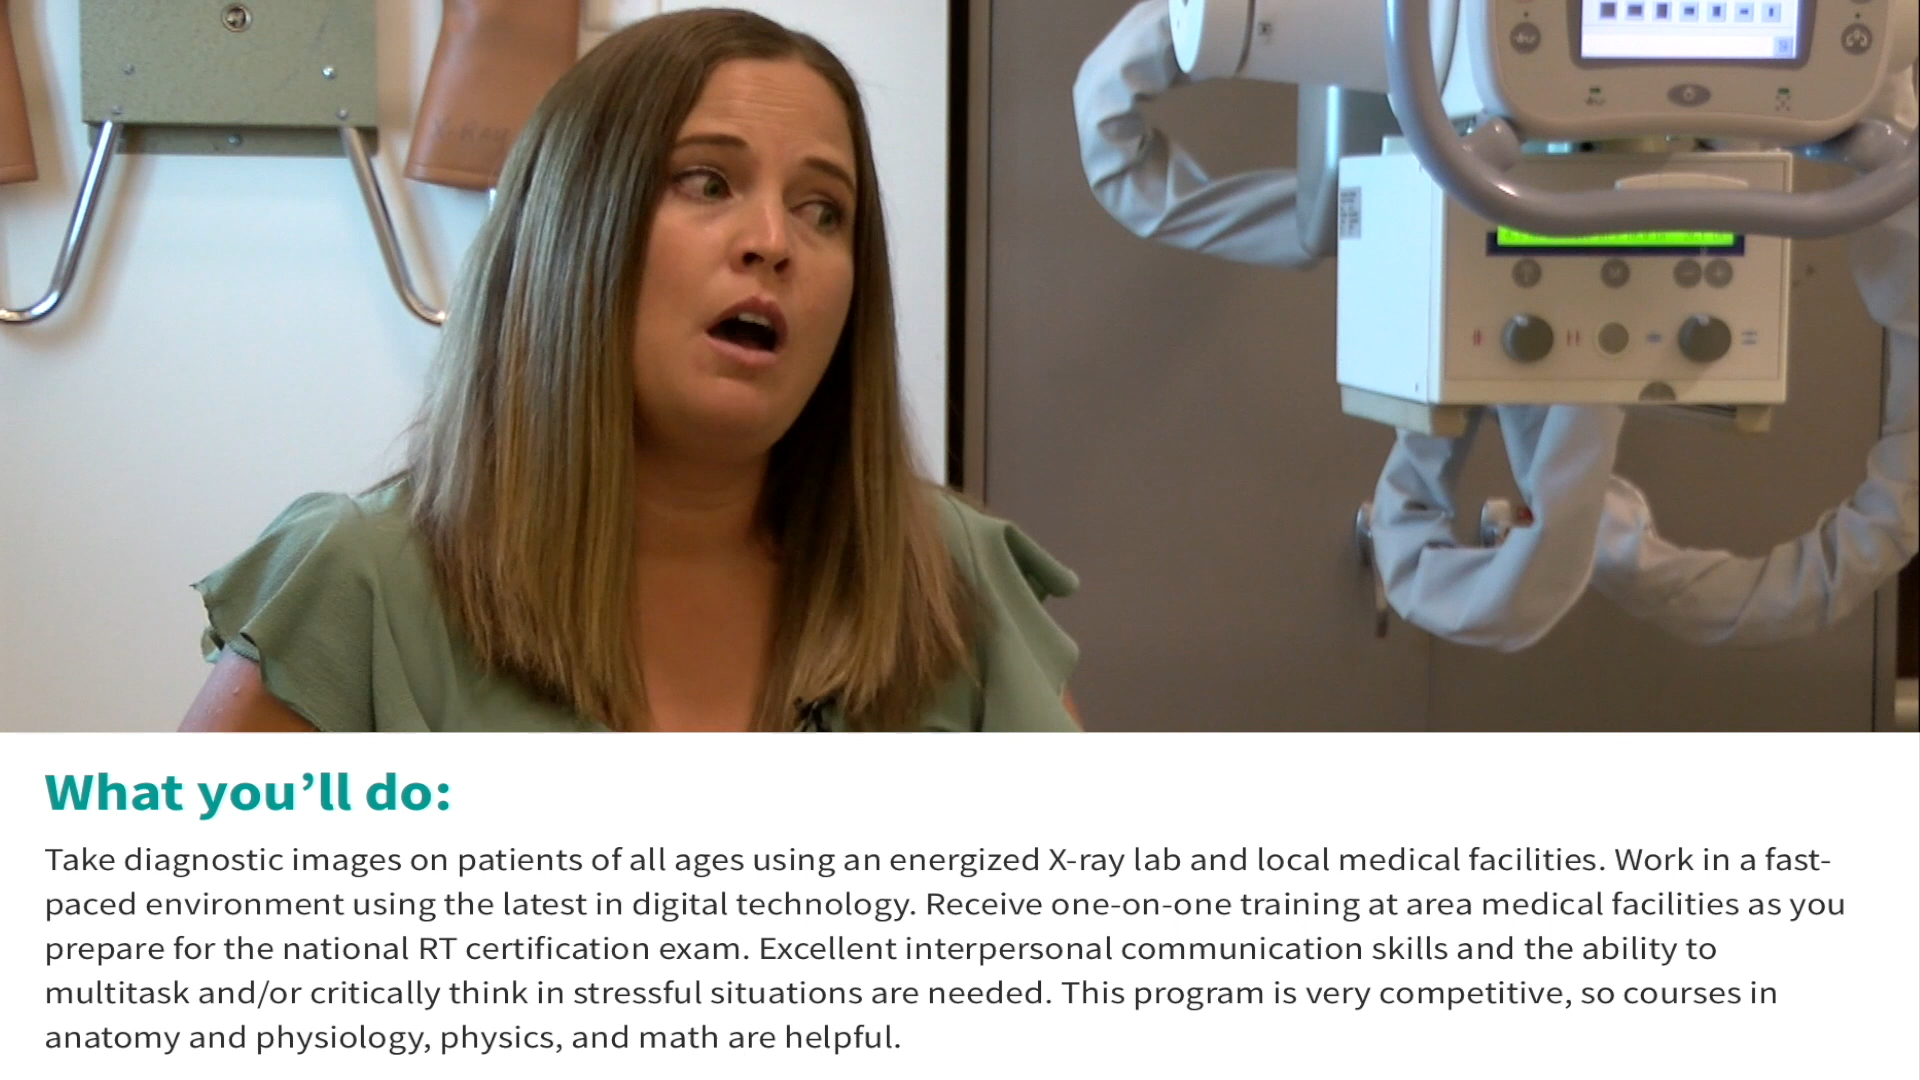 X-RAY
What you’ll do:
Take diagnostic images on patients of all ages using an energized X-ray lab and local medical facilities. Work in a fast-
paced environment using the latest in digital technology. Receive one-on-one training at area medical facilities as you
prepare for the national RT certification exam. Excellent interpersonal communication skills and the ability to
multitask and/or critically think in stressful situations are needed. This program is very competitive, so courses in
anatomy and physiology, physics, and math are helpful.